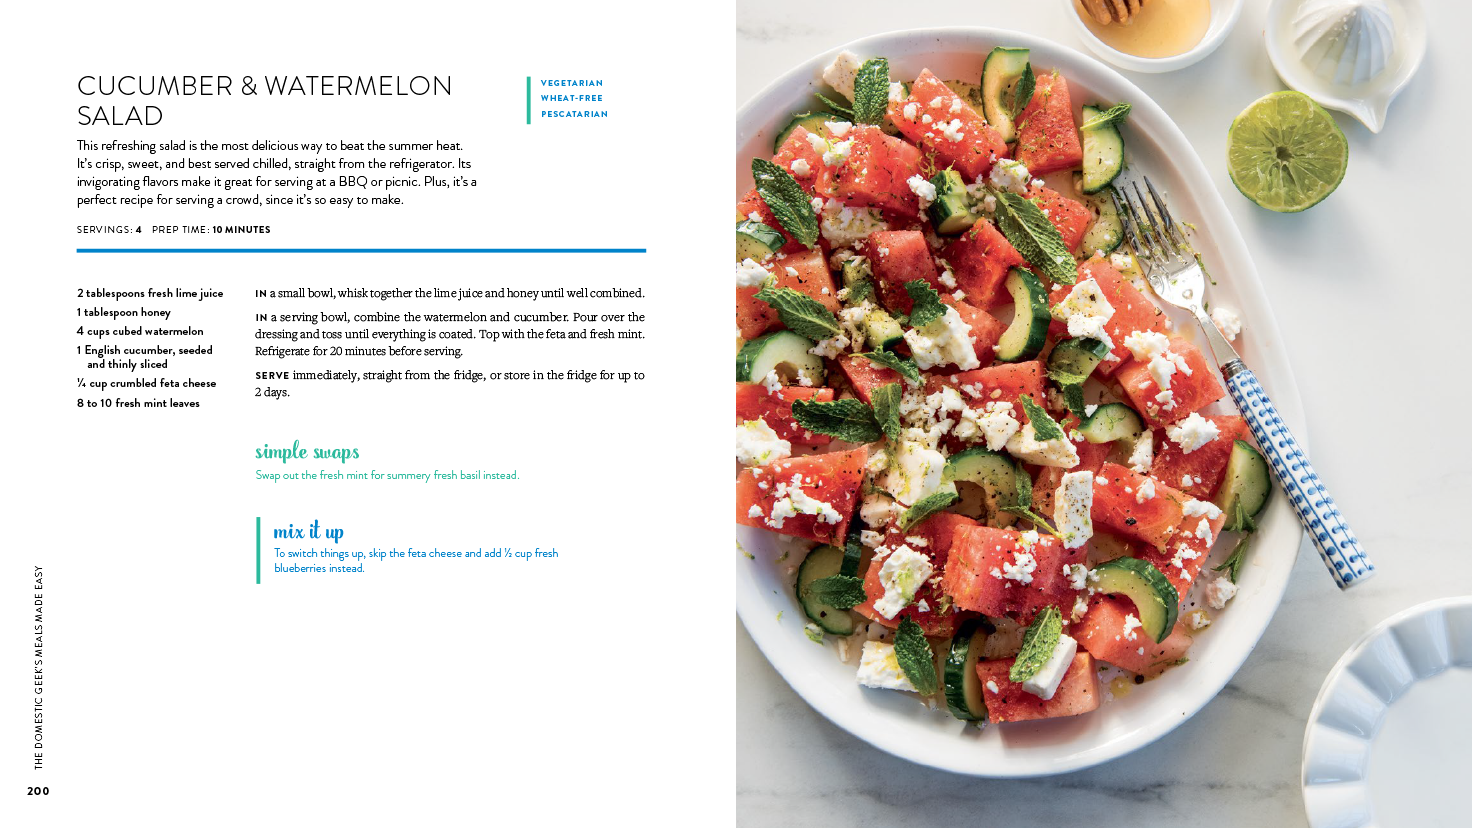 CUCUMBER & WATERMELON
SALAD
VEGETARIAN
WHEAT-FREE
PESCATARIAN
This refreshing salad is the most delicious way to beat the summer heat.
It’s crisp, sweet, and best served chilled, straight from the refrigerator. Its
invigorating flavors make it great for serving at a BBQ or picnic. Plus, it’s a
perfect recipe for serving a crowd, since it’s so easy to make.
SERVINGS: 4 PREP TIME: 10 MINUTES
2 tablespoons fresh lime juice
1 tablespoon honey
4 cups cubed watermelon
1 English cucumber, seeded
and thinly sliced
¼ cup crumbled feta cheese
8 to 10 fresh mint leaves
IN a small bowl, whisk together the lime juice and honey until well combined.
IN a serving bowl, combine the watermelon and cucumber. Pour over the
dressing and toss until everything is coated. Top with the feta and fresh mint.
Refrigerate for 20 minutes before serving.
SERVE immediately, straight from the fridge, or store in the fridge for up to
2 days.
simple swaps
Swap out the fresh mint for summery fresh basil instead.
mix it up
To switch things up, skip the feta cheese and add ½ cup fresh
blueberries instead.
THE DOMESTIC GEEK’S MEALS MADE EASY
200